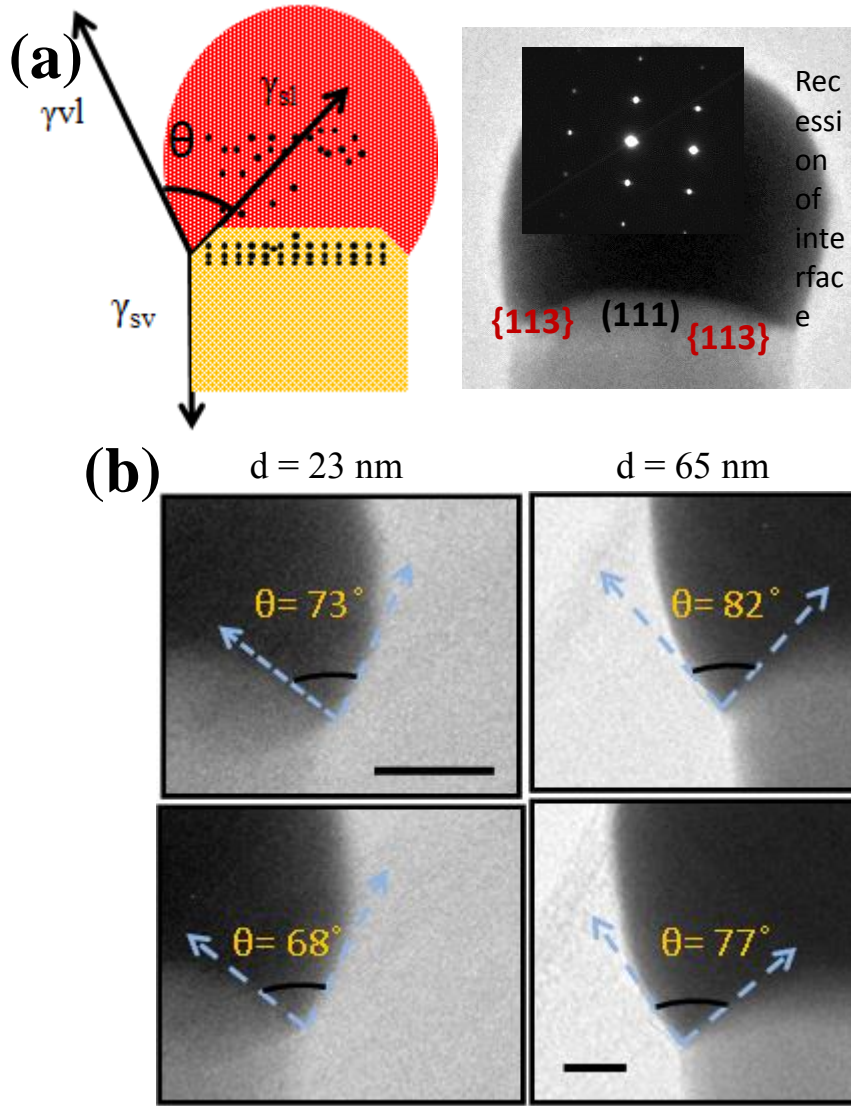 (a)
γvl
θ
γsl
γsv
Rec
essi
on
of
inte
rfac
e
{113}
(111)
{113}
(b)
d = 23 nm
d = 65 nm
θ= 73°
θ= 82°
θ= 68°
θ= 77°